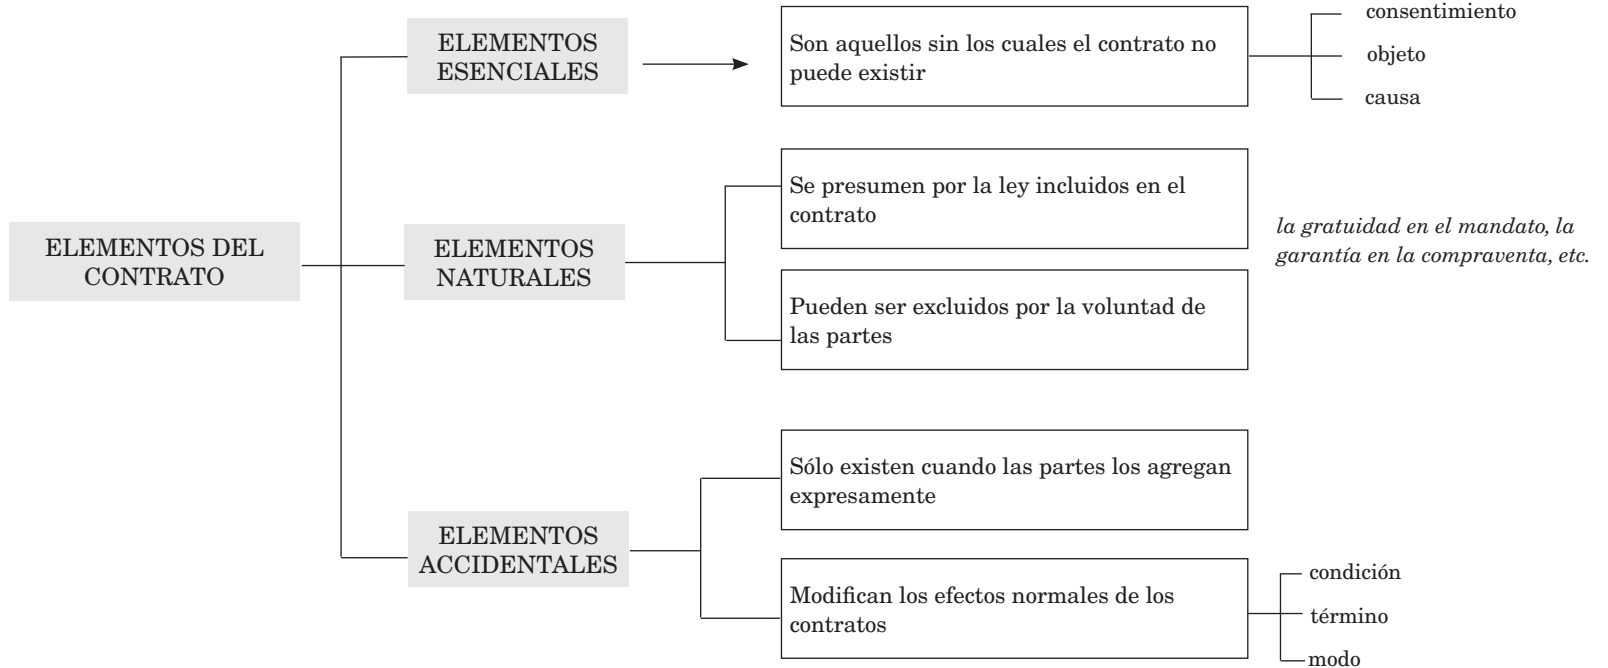 ELEMENTOS DEL
CONTRATO
ELEMENTOS
ESENCIALES
Son aquellos sin los cuales el contrato no
puede existir
consentimiento
objeto
causa
ELEMENTOS
NATURALES
Se presumen por la ley incluidos en el
contrato
Pueden ser excluidos por la voluntad de
las partes
la gratuidad en el mandato, la
garantía en la compraventa, etc.
ELEMENTOS
ACCIDENTALES
Sólo existen cuando las partes los agregan
expresamente
Modifican los efectos normales de los
contratos
condición
término
modo